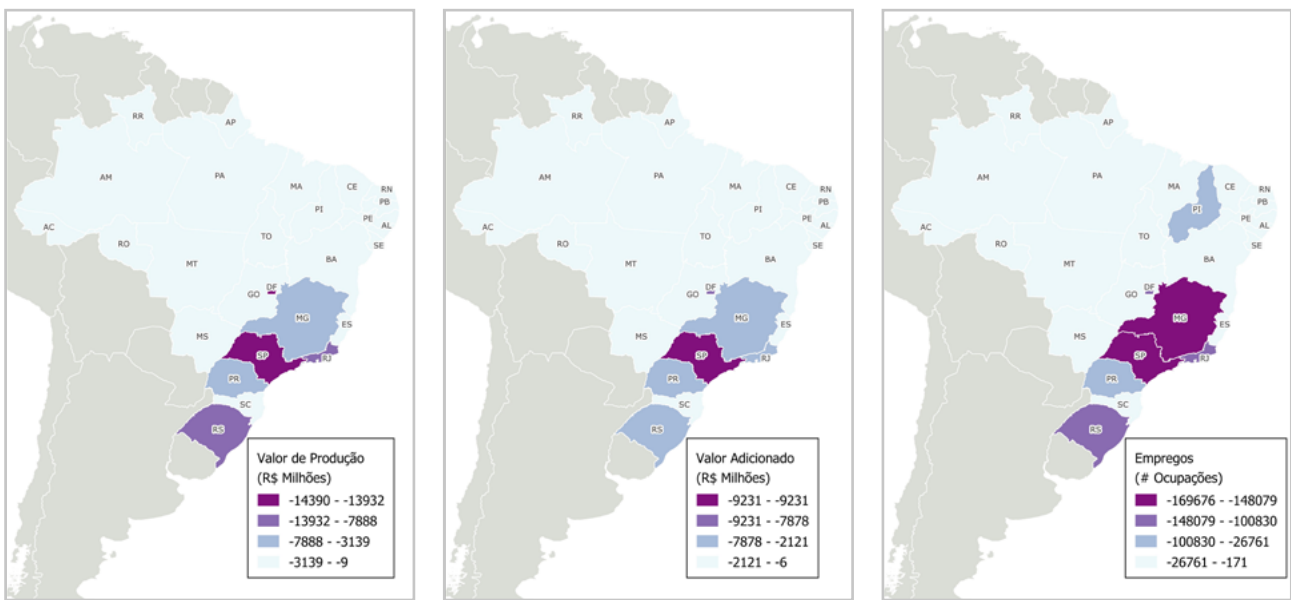 RR
AP
AM
PA
MA
CE
RN
PB
PI
PE
AL
AC
TO
SE
RO
BA
MT
DF
GO
MG
ES
MS
SP
RJ
PR
SC
RS
Valor de Produção
(R$ Milhões)
-14390 - -13932
-13932 - -7888
-7888 - -3139
-3139 - -9
RR
AP
AM
PA
MA
CE
RN
PB
PI
PE
AL
AC
TO
SE
RO
BA
MT
DF
GO
MG
ES
MS
SP
RJ
PR
SC
RS
Valor Adicionado
(R$ Milhões)
-9231 - -9231
-9231 - -7878
-7878 - -2121
-2121 - -6
RR
AP
AM
PA
MA
CE
RN
PB
PI
PE
AL
AC
TO
SE
RO
BA
MT
DF
GO
MG
ES
MS
SP
RJ
PR
SC
RS
Empregos
(# Ocupações)
-169676 - -148079
-148079 - -100830
-100830 - -26761
-26761 - -171